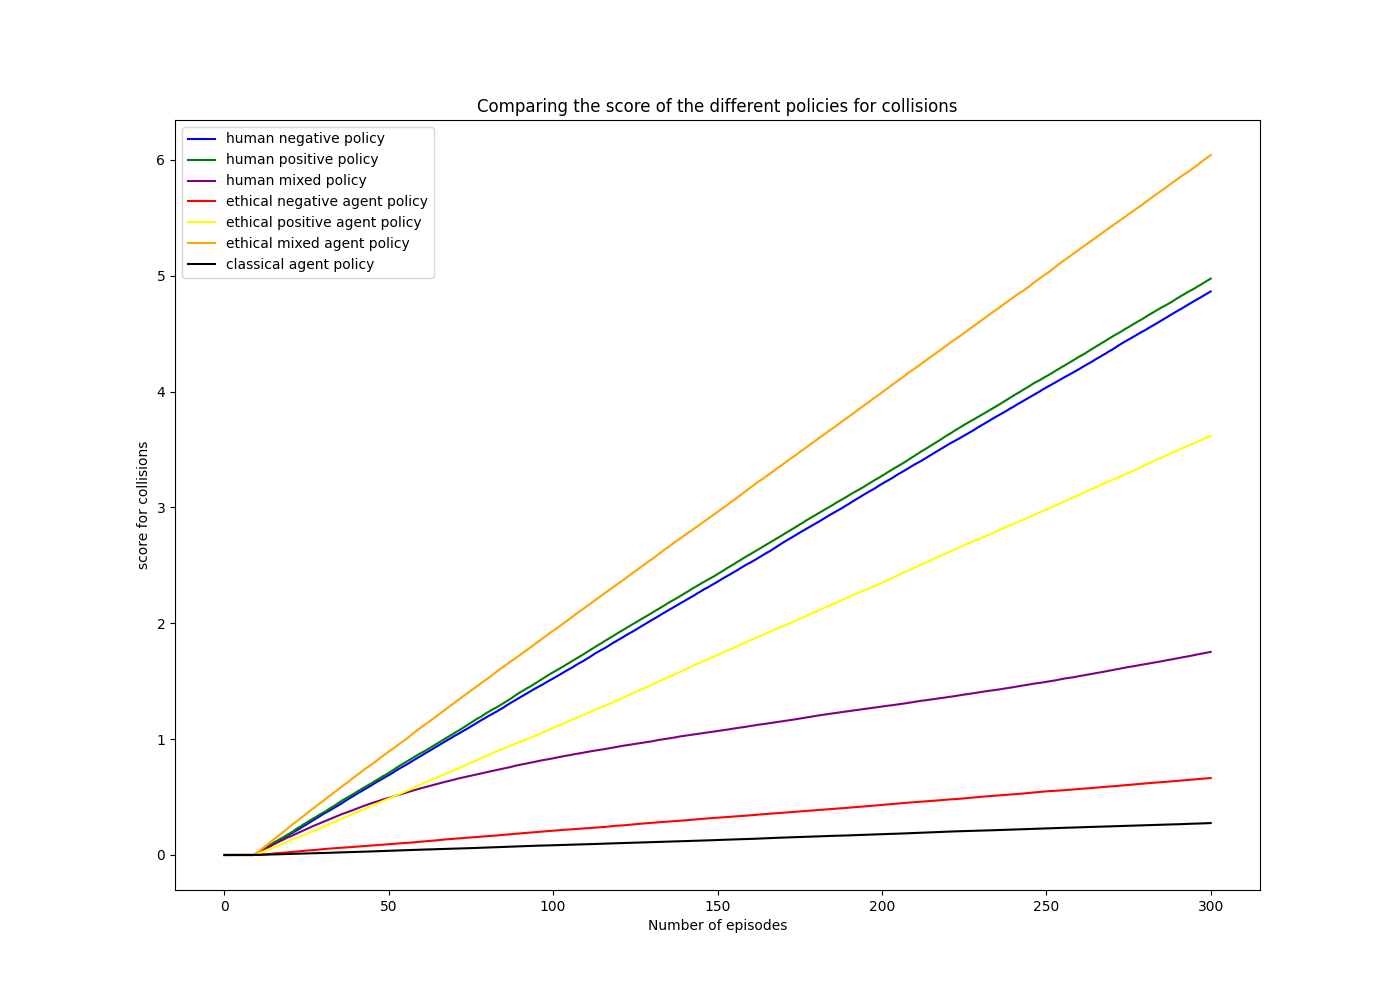 Comparing the score of the different policies for collisions
human negative policy
human positive policy
human mixed policy
ethical negative agent policy
ethical positive agent policy
ethical mixed agent policy
classical agent policy
6
5
4
3
2
1
0
score for collisions
0 50 100 150 200 250 300
Number of episodes